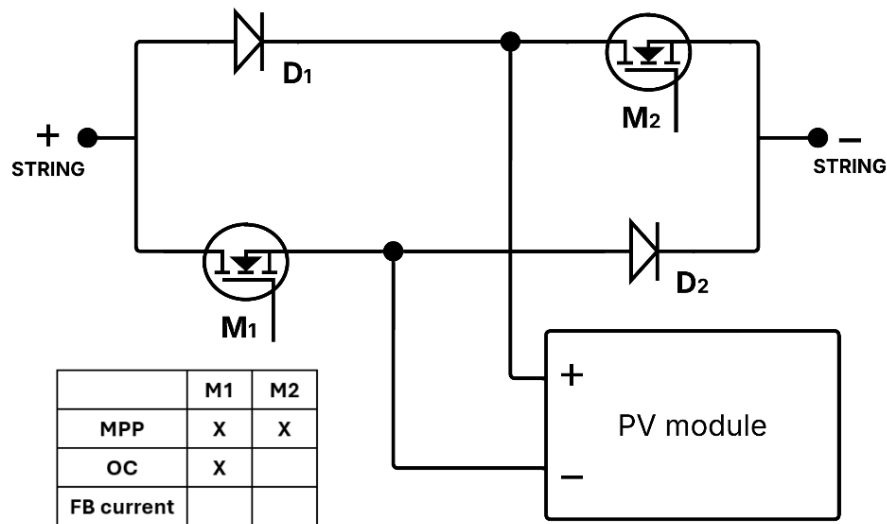 D1
M2
+
STRING
−
STRING
M1
D2
+
PV module
−
M1 M2
MPP X X
OC X
FB current